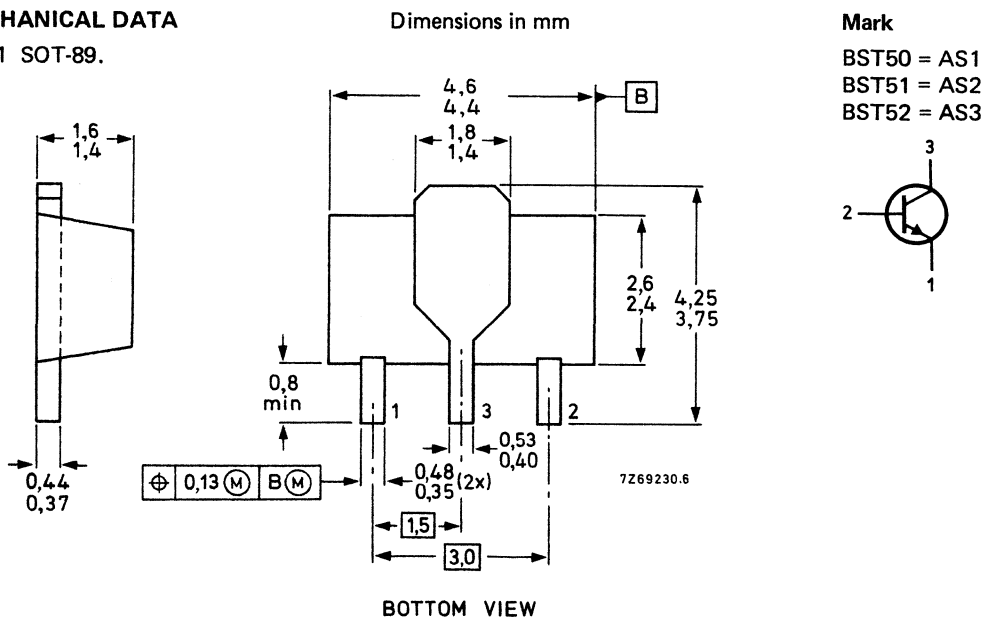 HANICAL DATA
1 SOT-89.
Dimensions in mm
Mark
BST50 = AS1
BST51 = AS2
BST52 = AS3
3
2
1
4,6
4,4
B
1,8
1,4
1,6
1,4
2,6
2,4
4,25
3,75
0,8
min
1
3
2
0,53
0,40
0,44
0,37
⌖ 0,13 Ⓜ B Ⓜ
0,48
0,35 (2x)
7Z69230.6
1,5
3,0
BOTTOM VIEW